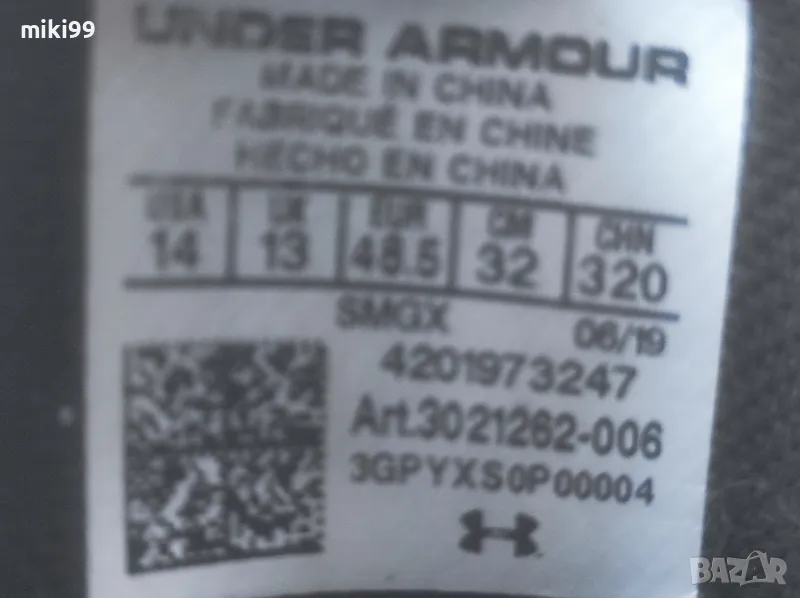 miki99
UNDER ARMOUR
MADE IN CHINA
FABRIQUÉ EN CHINE
HECHO EN CHINA
USA UK EUR CM CHN
14 13 48.5 32 320
SMGX 06/19
4201973247
Art.3021262-006
3GPYXS0P00004
BAZAR